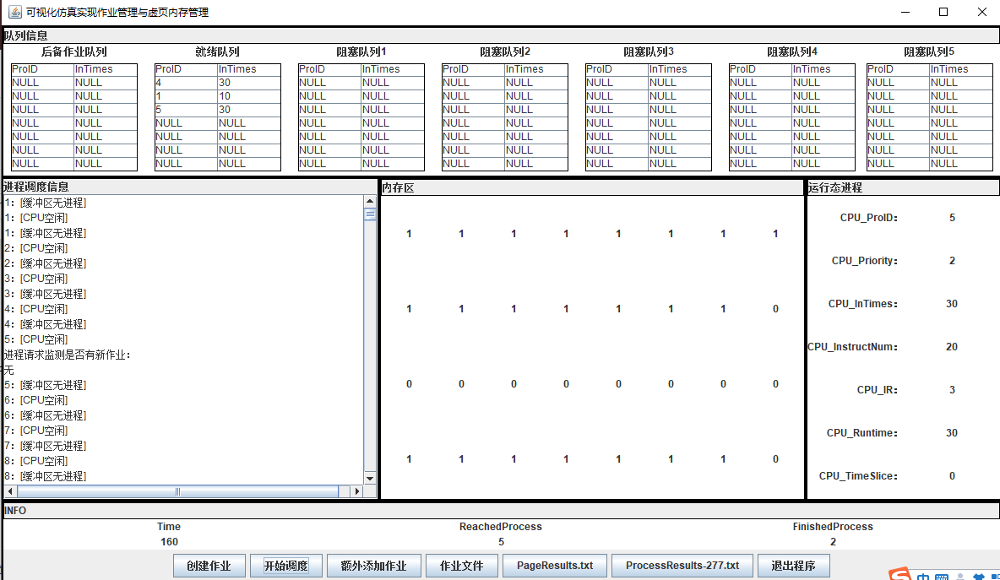 可视化仿真实现作业管理与虚页内存管理
队列信息
后备作业队列 就绪队列 阻塞队列1 阻塞队列2 阻塞队列3 阻塞队列4 阻塞队列5
ProID InTimes ProID InTimes ProID InTimes ProID InTimes ProID InTimes ProID InTimes ProID InTimes
NULL NULL 4 30 NULL NULL NULL NULL NULL NULL NULL NULL NULL NULL
NULL NULL 1 10 NULL NULL NULL NULL NULL NULL NULL NULL NULL NULL
NULL NULL 5 30 NULL NULL NULL NULL NULL NULL NULL NULL NULL NULL
NULL NULL NULL NULL NULL NULL NULL NULL NULL NULL NULL NULL NULL NULL
NULL NULL NULL NULL NULL NULL NULL NULL NULL NULL NULL NULL NULL NULL
NULL NULL NULL NULL NULL NULL NULL NULL NULL NULL NULL NULL NULL NULL
NULL NULL NULL NULL NULL NULL NULL NULL NULL NULL NULL NULL NULL NULL
进程调度信息
1：[缓冲区无进程]
1：[CPU空闲]
1：[缓冲区无进程]
2：[CPU空闲]
2：[缓冲区无进程]
3：[CPU空闲]
3：[缓冲区无进程]
4：[CPU空闲]
4：[缓冲区无进程]
5：[CPU空闲]
进程请求监测是否有新作业：
无
5：[缓冲区无进程]
6：[CPU空闲]
6：[缓冲区无进程]
7：[CPU空闲]
7：[缓冲区无进程]
8：[CPU空闲]
8：[缓冲区无进程]
内存区
1 1 1 1 1 1 1 1
1 1 1 1 1 1 1 0
0 0 0 0 0 0 0 0
1 1 1 1 1 1 1 0
运行态进程
CPU_ProID： 5
CPU_Priority： 2
CPU_InTimes： 30
CPU_InstructNum： 20
CPU_IR： 3
CPU_Runtime： 30
CPU_TimeSlice： 0
INFO
Time ReachedProcess FinishedProcess
160 5 2
创建作业 开始调度 额外添加作业 作业文件 PageResults.txt ProcessResults-277.txt 退出程序
中